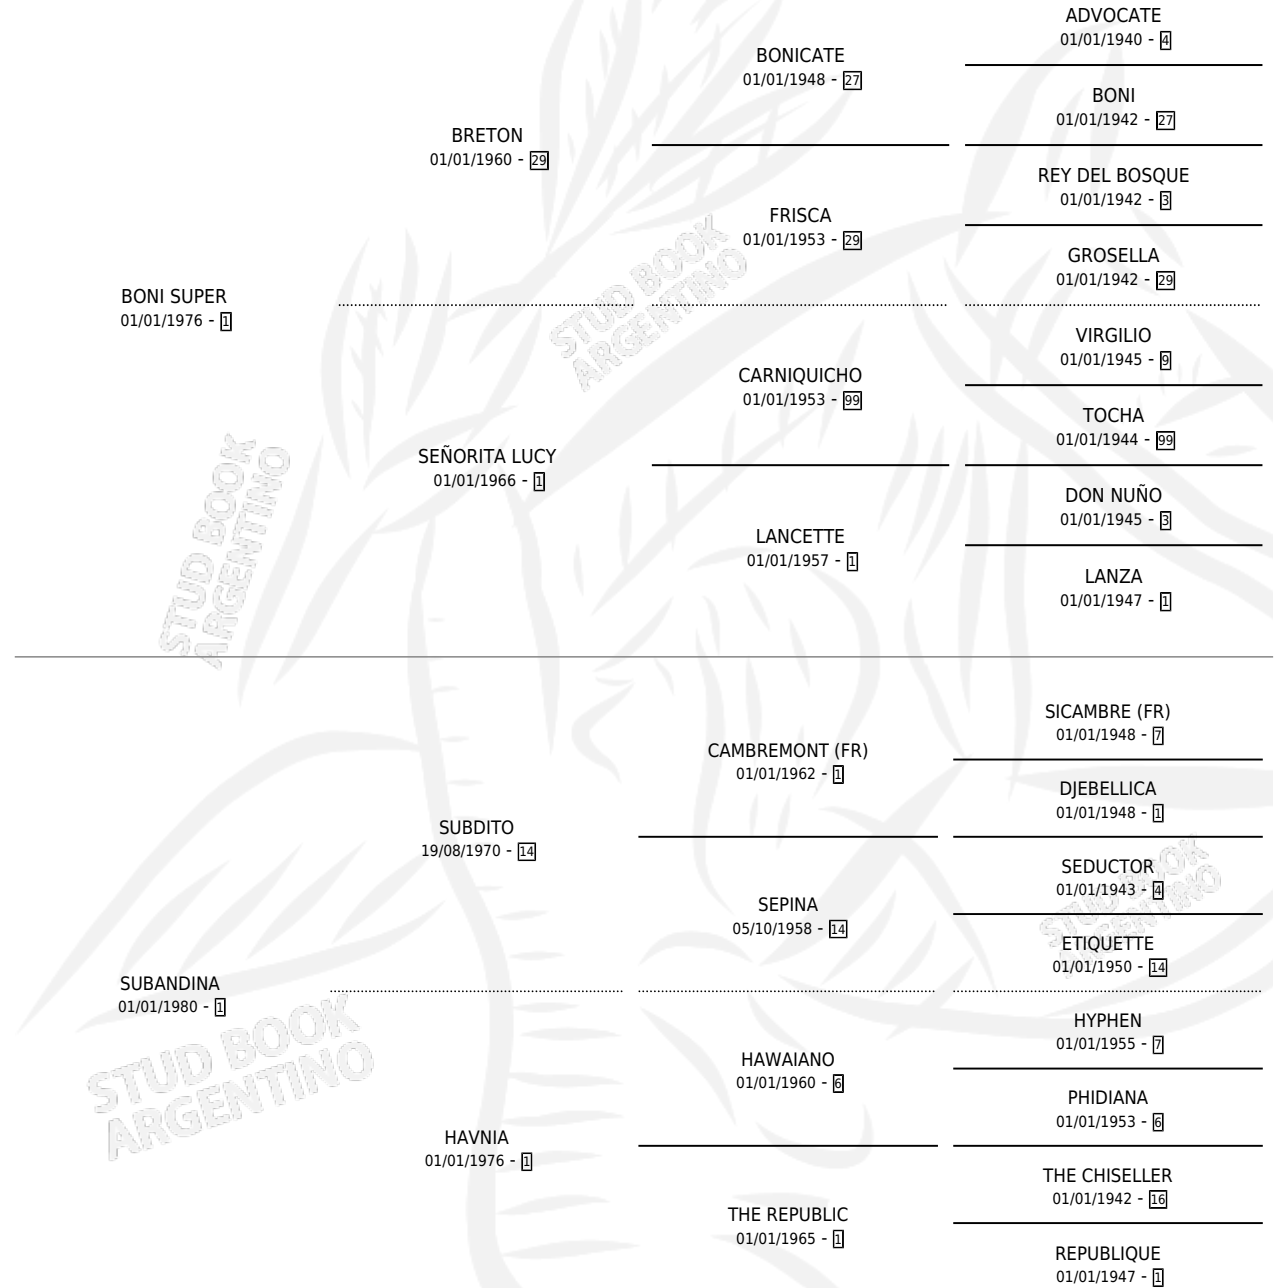 ADVOCATE
01/01/1940 - 4
BONICATE
01/01/1948 - 27
BONI
01/01/1942 - 27
BRETON
01/01/1960 - 29
REY DEL BOSQUE
01/01/1942 - 3
FRISCA
01/01/1953 - 29
GROSELLA
01/01/1942 - 29
BONI SUPER
01/01/1976 - 1
VIRGILIO
01/01/1945 - 9
CARNIQUICHO
01/01/1953 - 99
TOCHA
01/01/1944 - 99
SEÑORITA LUCY
01/01/1966 - 1
DON NUÑO
01/01/1945 - 3
LANCETTE
01/01/1957 - 1
LANZA
01/01/1947 - 1
SICAMBRE (FR)
01/01/1948 - 7
CAMBREMONT (FR)
01/01/1962 - 1
DJEBELLICA
01/01/1948 - 1
SUBDITO
19/08/1970 - 14
SEDUCTOR
01/01/1943 - 4
SEPINA
05/10/1958 - 14
ETIQUETTE
01/01/1950 - 14
SUBANDINA
01/01/1980 - 1
HYPHEN
01/01/1955 - 7
HAWAIANO
01/01/1960 - 6
PHIDIANA
01/01/1953 - 6
HAVNIA
01/01/1976 - 1
THE CHISELLER
01/01/1942 - 16
THE REPUBLIC
01/01/1965 - 1
REPUBLIQUE
01/01/1947 - 1
STUD BOOK
ARGENTINO
STUD BOOK
ARGENTINO
STUD BOOK
ARGENTINO
STUD BOOK
ARGENTINO